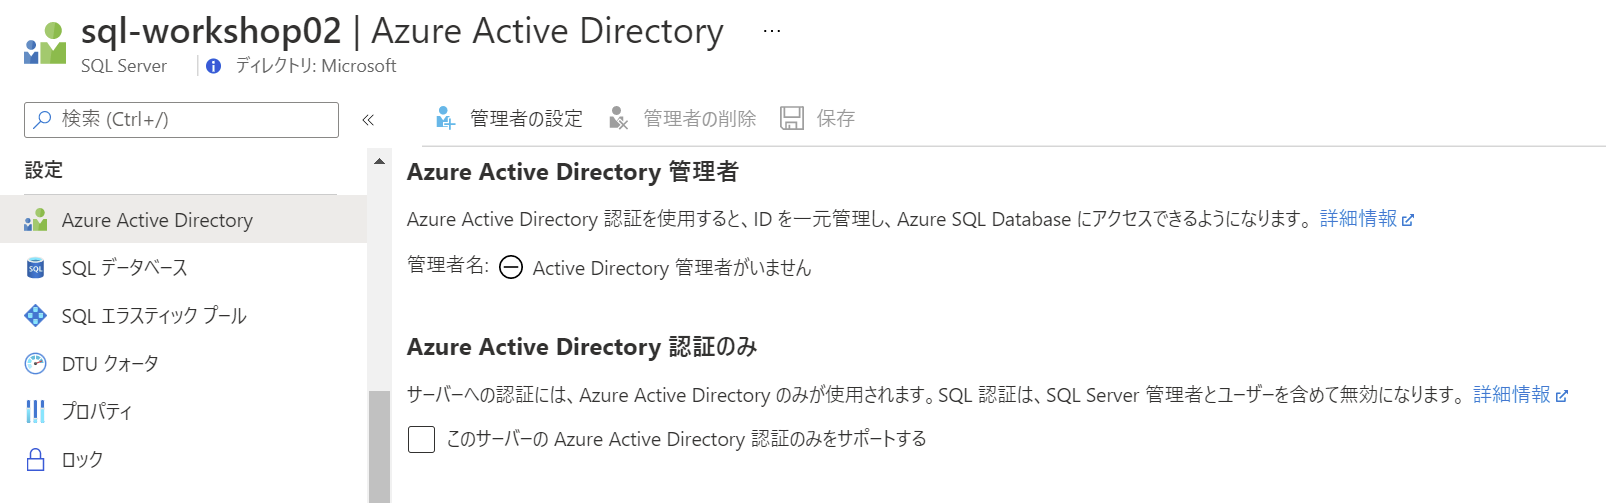 sql-workshop02 | Azure Active Directory ...
SQL Server ディレクトリ: Microsoft
検索 (Ctrl+/) «
管理者の設定 管理者の削除 保存
設定
Azure Active Directory
SQL データベース
SQL エラスティック プール
DTU クォータ
プロパティ
ロック
Azure Active Directory 管理者
Azure Active Directory 認証を使用すると、ID を一元管理し、Azure SQL Database にアクセスできるようになります。 詳細情報
管理者名: Active Directory 管理者がいません
Azure Active Directory 認証のみ
サーバーへの認証には、Azure Active Directory のみが使用されます。SQL 認証は、SQL Server 管理者とユーザーを含めて無効になります。 詳細情報
このサーバーの Azure Active Directory 認証のみをサポートする